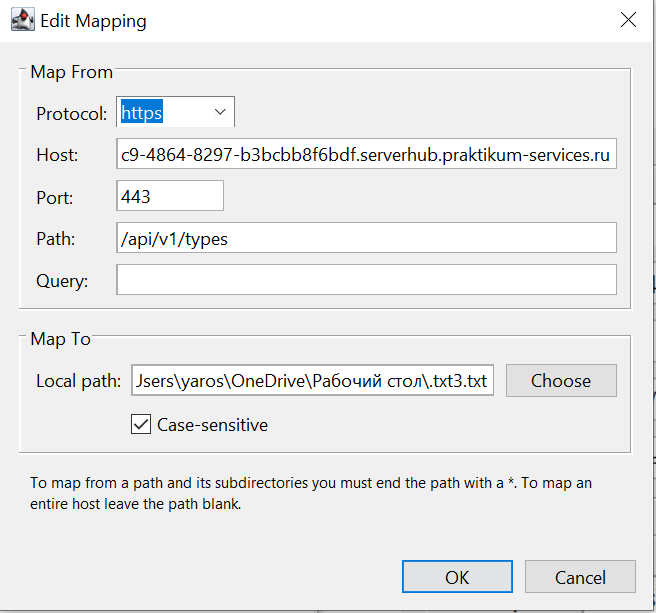 Edit Mapping
Map From
Protocol: https
Host: c9-4864-8297-b3bcbb8f6bdf.serverhub.praktikum-services.ru
Port: 443
Path: /api/v1/types
Query:
Map To
Local path: Jsers\yaros\OneDrive\Рабочий стол\.txt3.txt Choose
Case-sensitive
To map from a path and its subdirectories you must end the path with a *. To map an
entire host leave the path blank.
OK Cancel